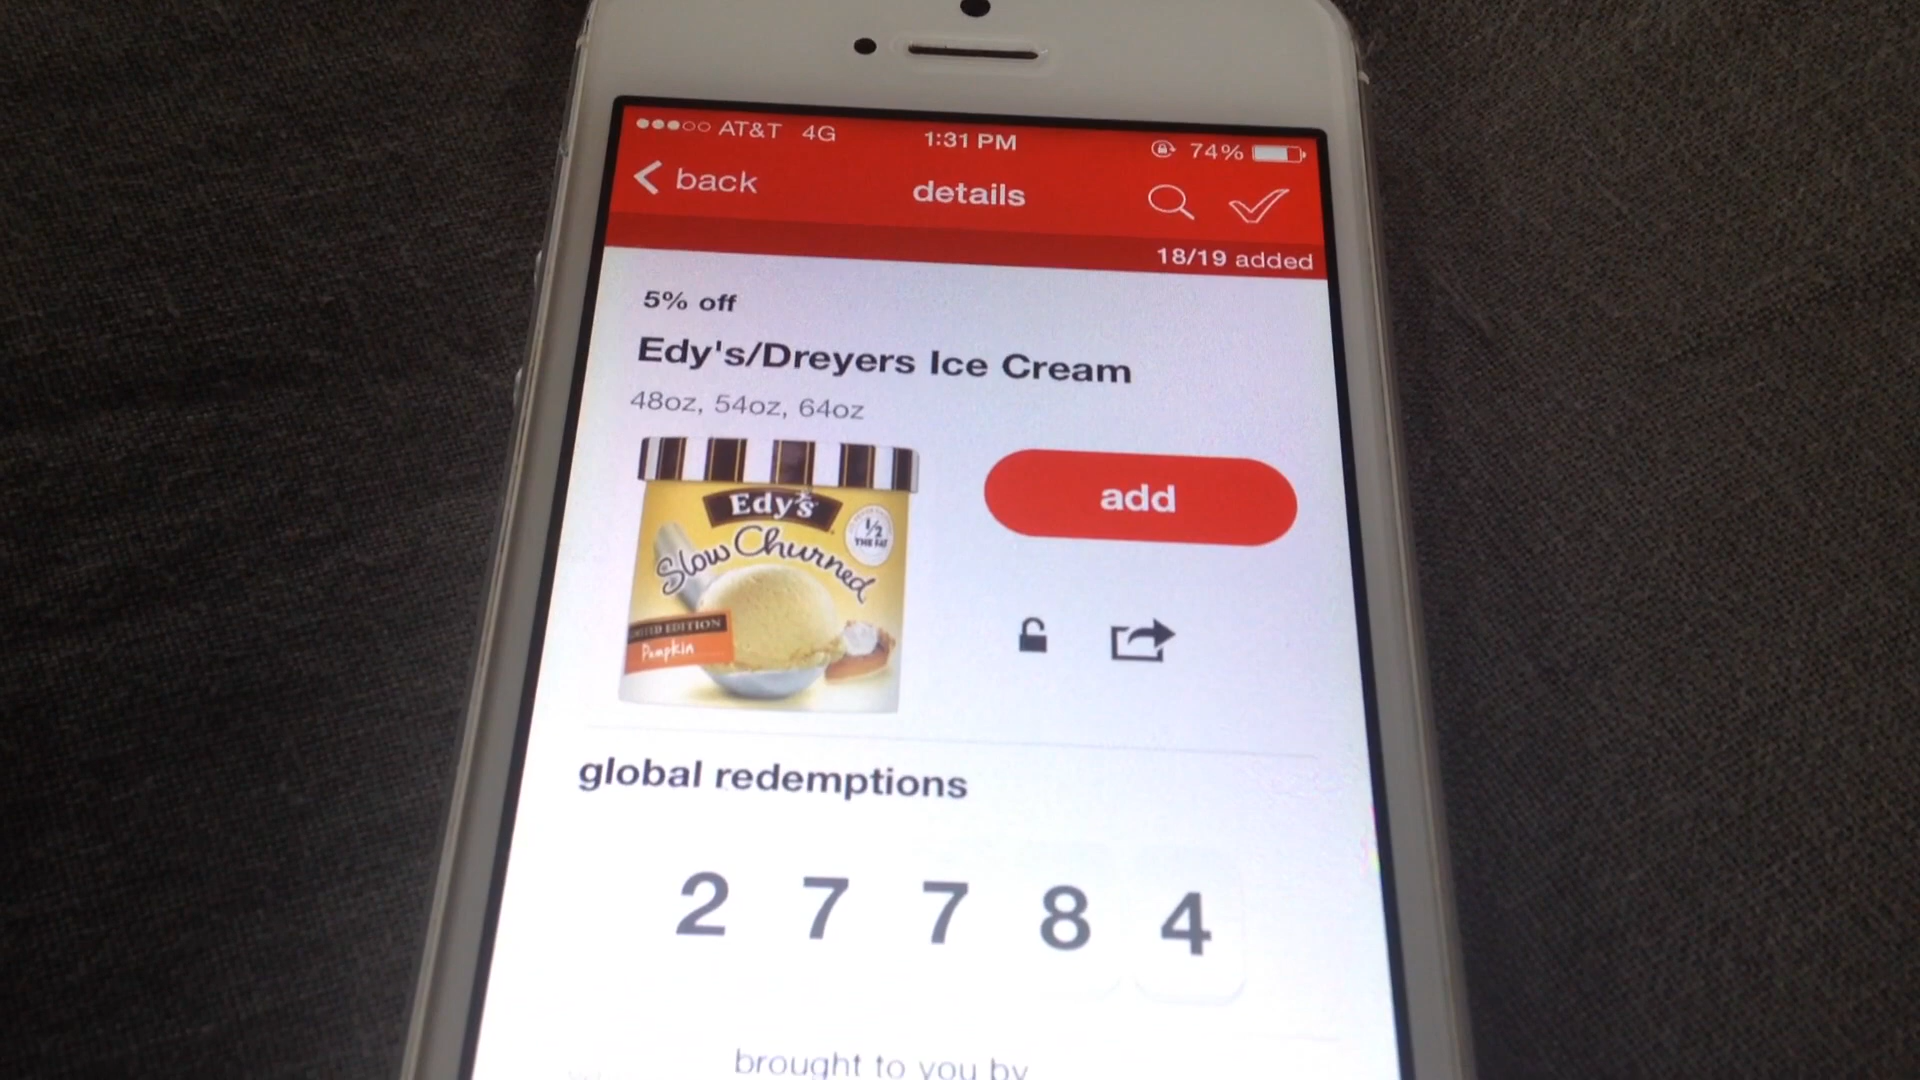 AT&T 4G 1:31 PM 74%
back details
18/19 added
5% off
Edy's/Dreyers Ice Cream
48oz, 54oz, 64oz
Edy's
Slow Churned
1/2
THE FAT
LIMITED EDITION
Pumpkin
add
global redemptions
2 7 7 8 4
brought to you by